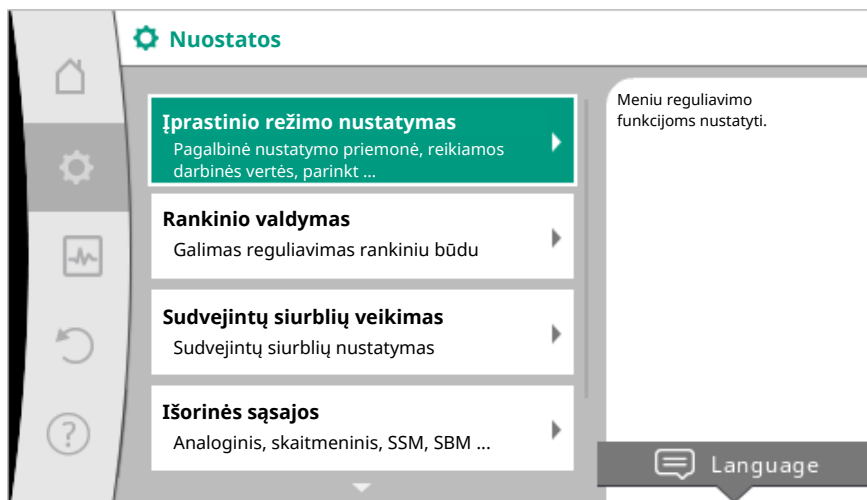 Nuostatos
Įprastinio režimo nustatymas
Pagalbinė nustatymo priemonė, reikiamos
darbinės vertės, parinkt ...
Rankinio valdymas
Galimas reguliavimas rankiniu būdu
Sudvejintų siurblių veikimas
Sudvejintų siurblių nustatymas
Išorinės sąsajos
Analoginis, skaitmeninis, SSM, SBM ...
Meniu reguliavimo
funkcijoms nustatyti.
Language